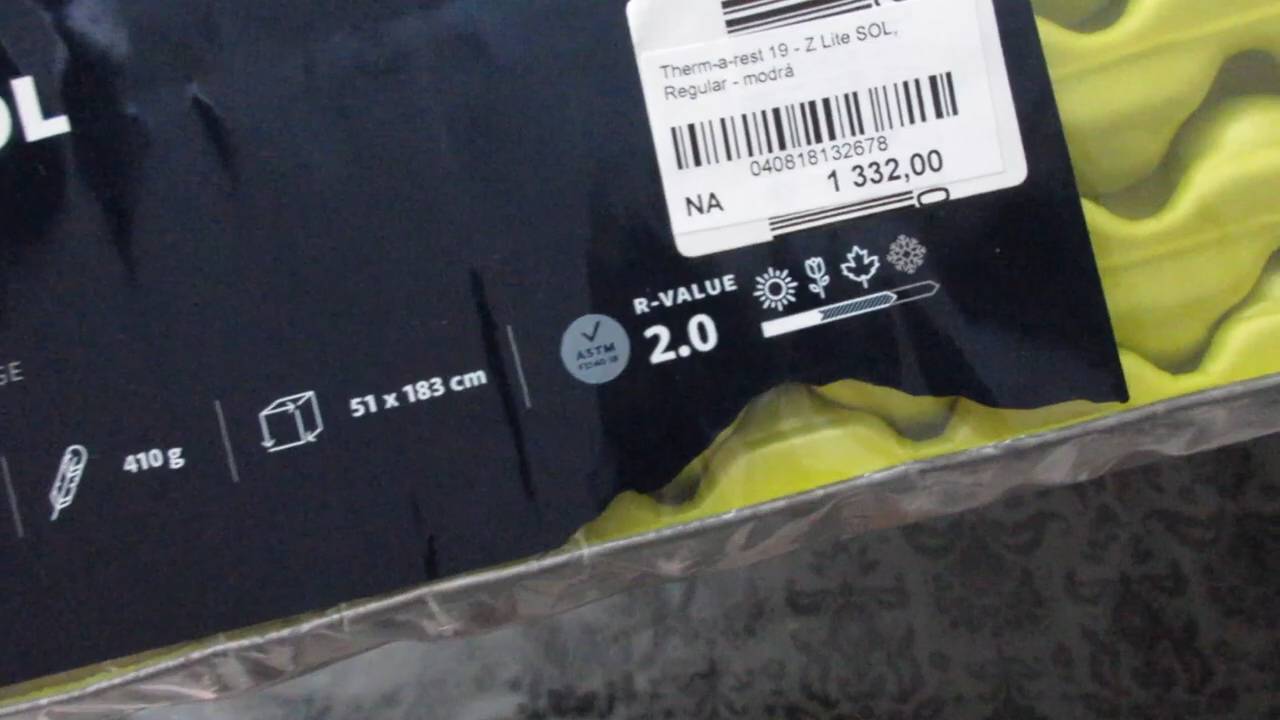 OL
Therm-a-rest 19 - Z Lite SOL,
Regular - modrá
040818132678
1 332,00
NA
R-VALUE
2.0
ASTM
GE
410 g
51 x 183 cm